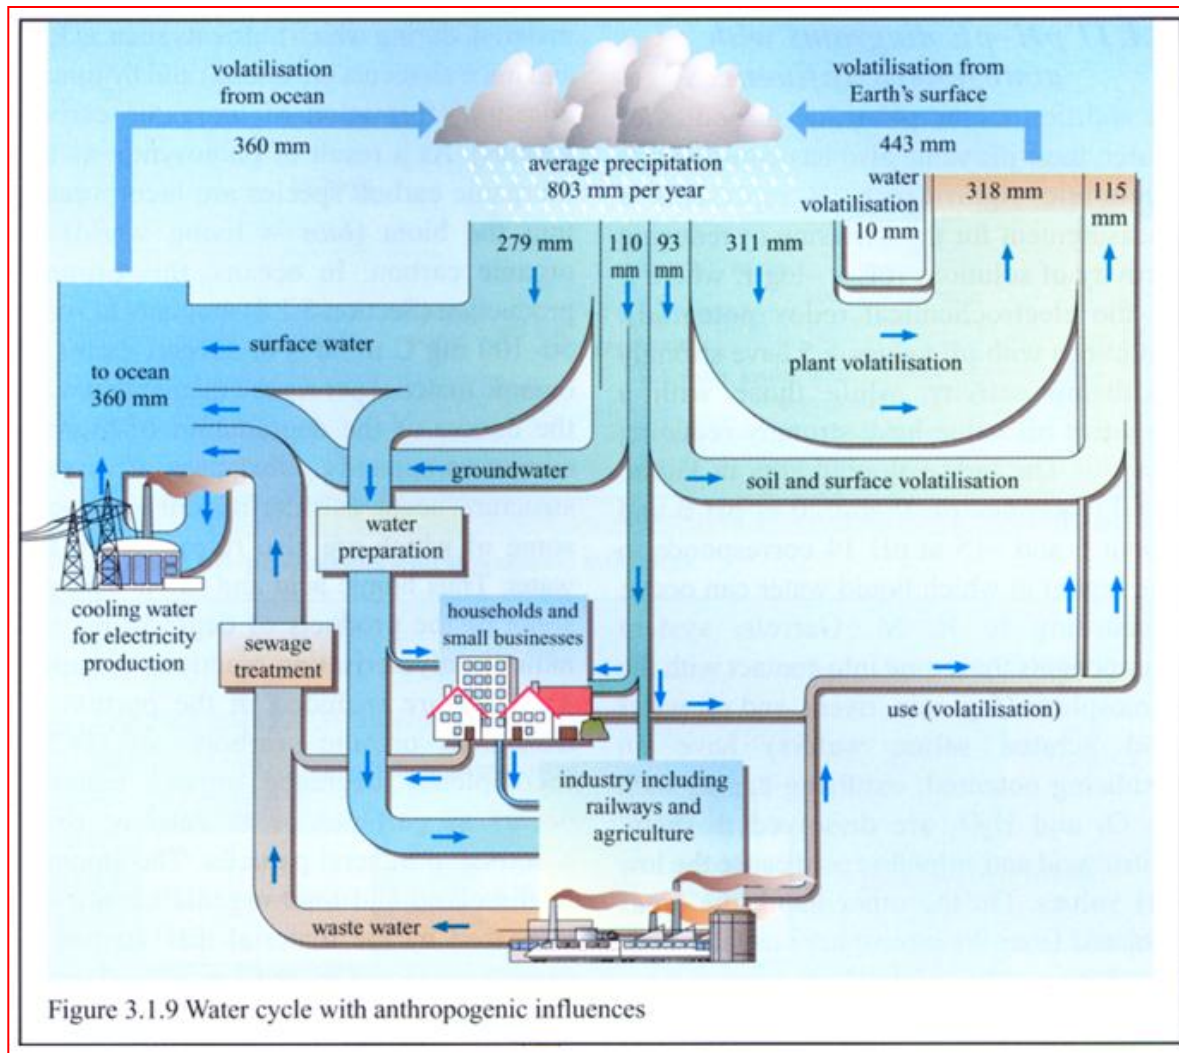 volatilisation
from ocean
360 mm
volatilisation from
Earth's surface
443 mm
average precipitation
803 mm per year
water
volatilisation
10 mm
318 mm
115
mm
279 mm
110
mm
93
mm
311 mm
surface water
to ocean
360 mm
plant volatilisation
groundwater
soil and surface volatilisation
water
preparation
cooling water
for electricity
production
sewage
treatment
households and
small businesses
use (volatilisation)
industry including
railways and
agriculture
waste water
Figure 3.1.9 Water cycle with anthropogenic influences